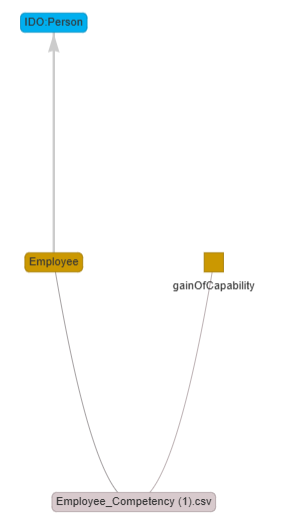 IDO:Person
Employee
gainOfCapability
Employee_Competency (1).csv